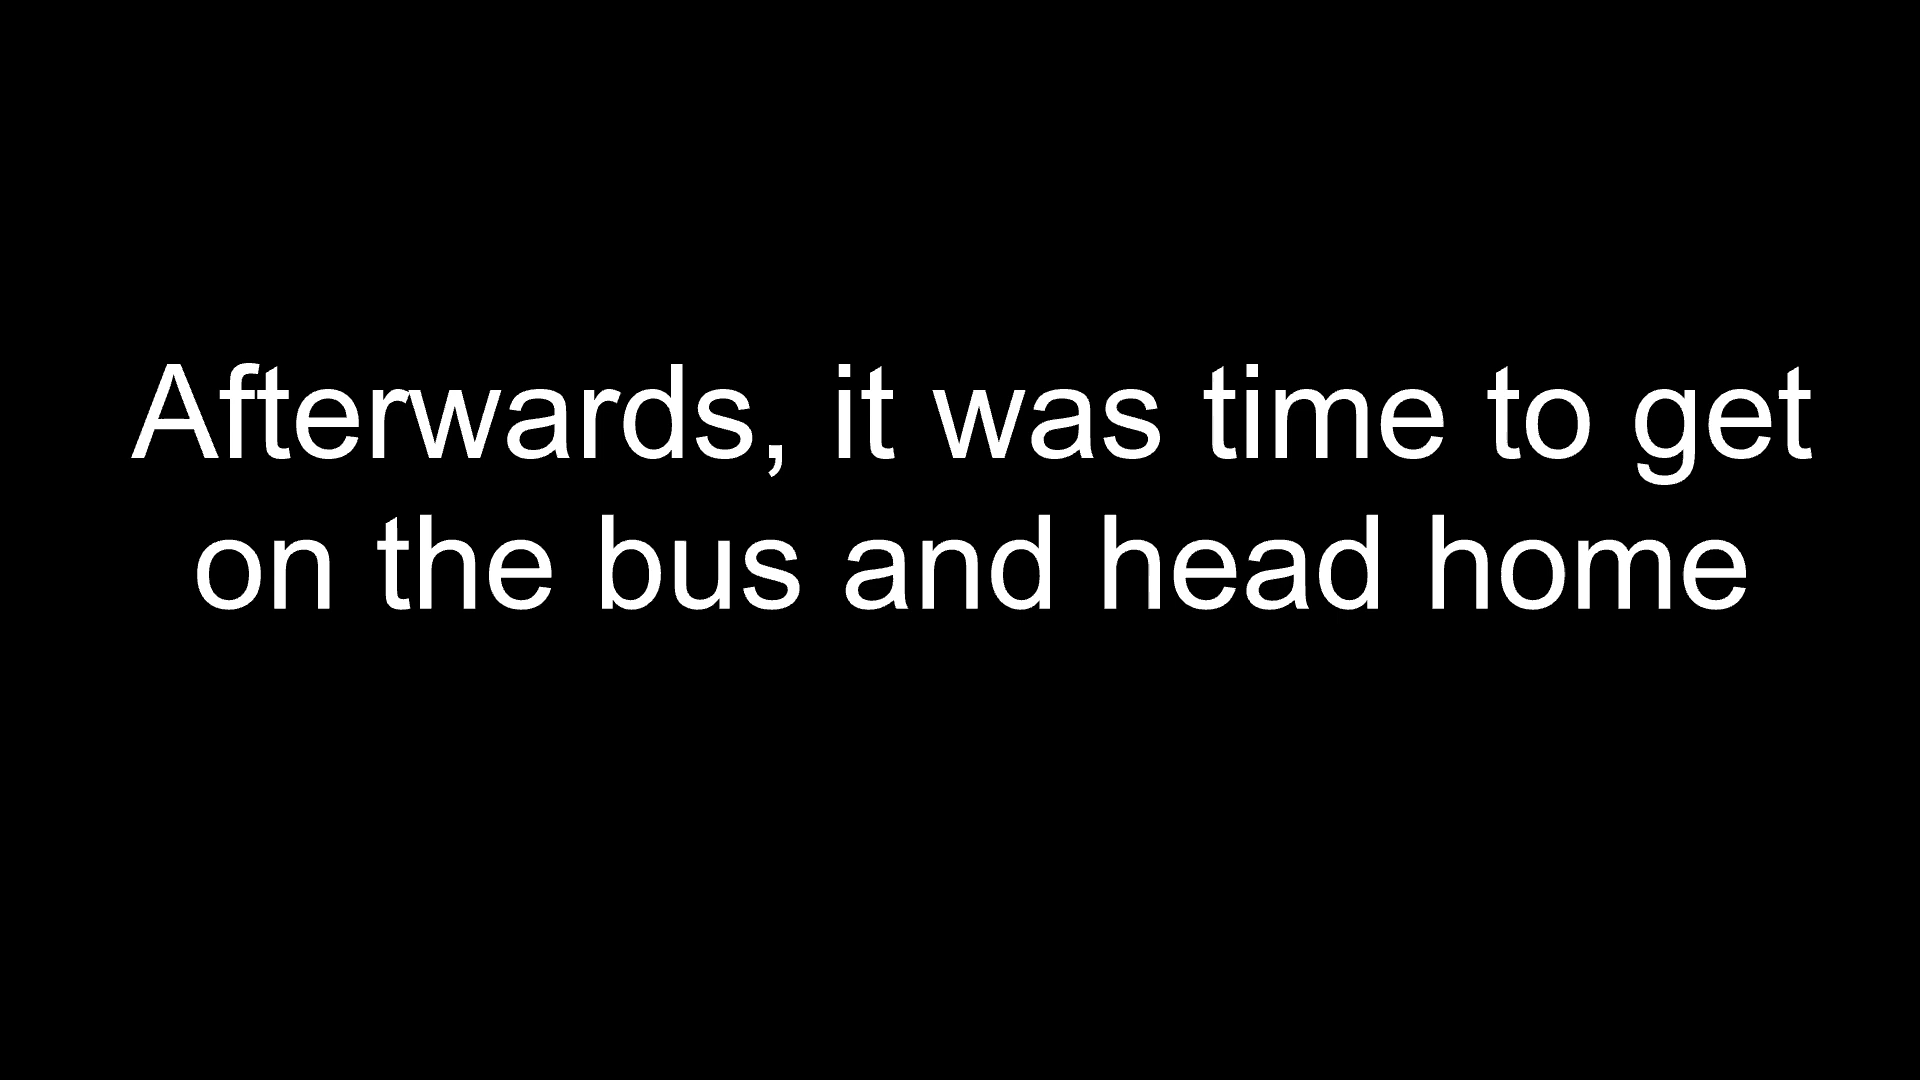 Afterwards, it was time to get
on the bus and head home